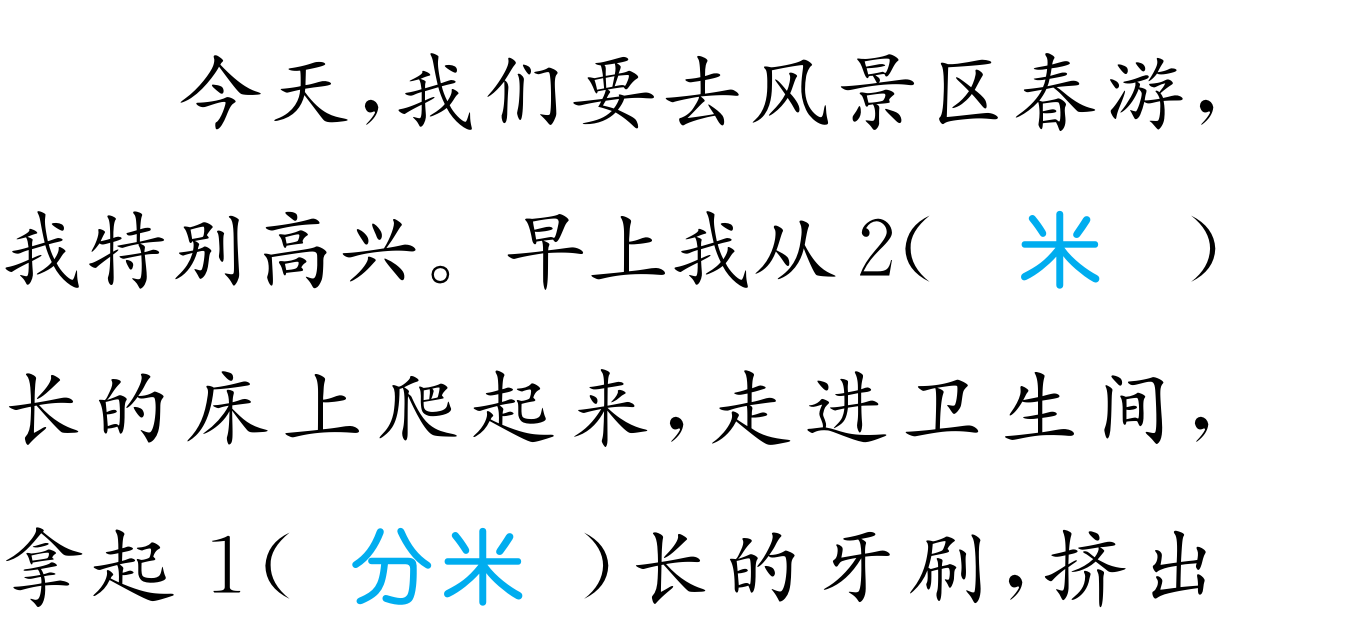 今天,我们要去风景区春游,
我特别高兴。早上我从2( 米 )
长的床上爬起来,走进卫生间,
拿起1( 分米 )长的牙刷,挤出